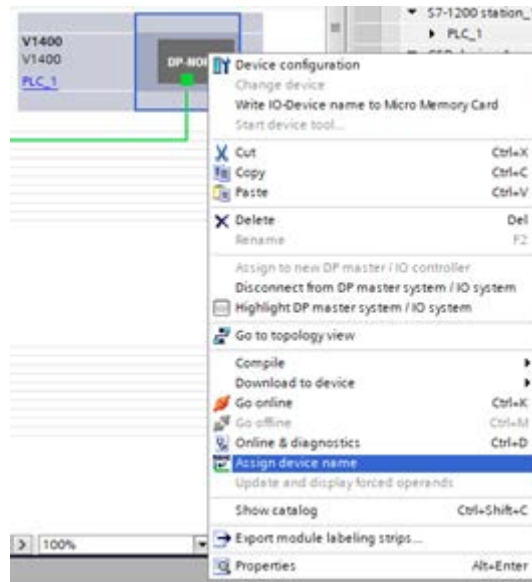 V1400
V1400
PLC_1
S7-1200 station_
PLC_1
Device configuration
Change device
Write IO-Device name to Micro Memory Card
Start device tool...
Cut Ctrl+X
Copy Ctrl+C
Paste Ctrl+V
Delete Del
Rename F2
Assign to new DP master / IO controller
Disconnect from DP master system / IO system
Highlight DP master system / IO system
Go to topology view
Compile
Download to device
Go online Ctrl+K
Go offline Ctrl+M
Online & diagnostics Ctrl+D
Assign device name
Update and display forced operands
Show catalog Ctrl+Shift+C
Export module labeling strips...
Properties Alt+Enter
> 100%